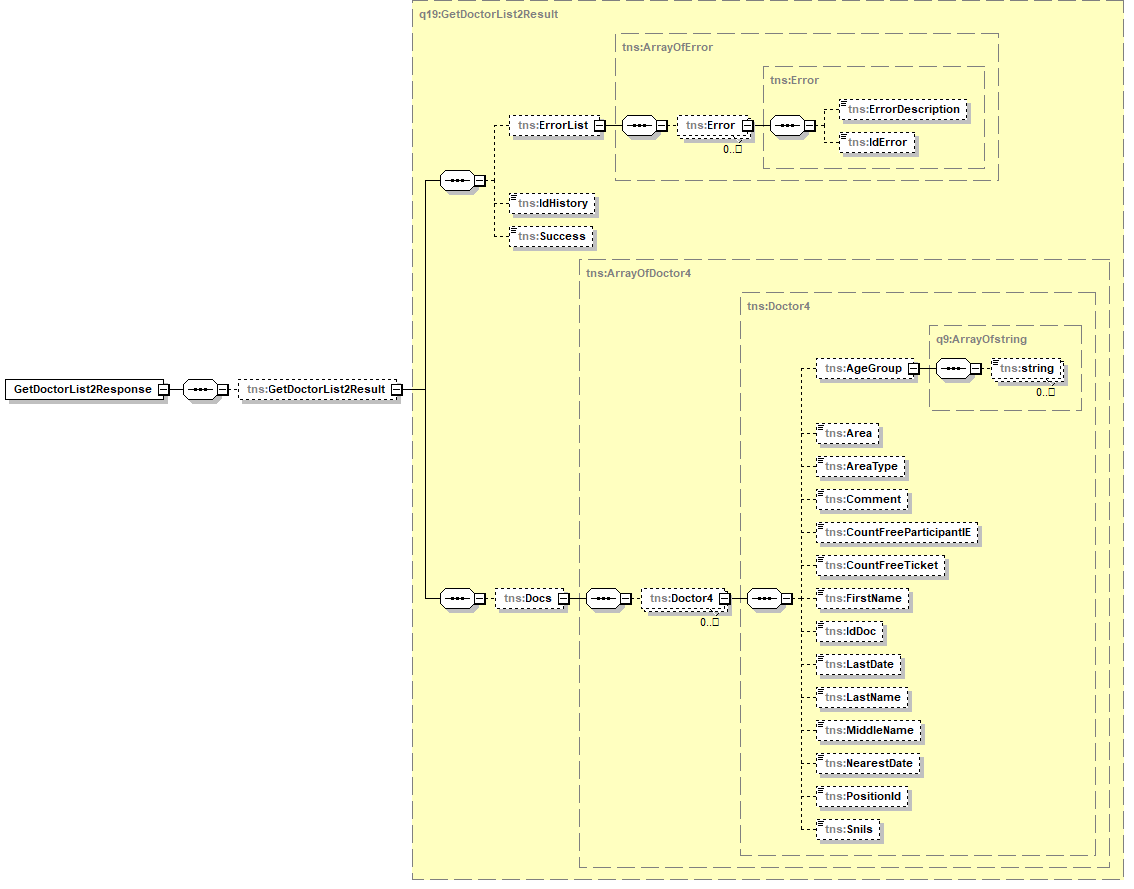 q19:GetDoctorList2Result
tns:ArrayOfError
tns:Error
tns:ErrorDescription
tns:ErrorList
tns:Error
0..
tns:IdError
tns:IdHistory
tns:Success
tns:ArrayOfDoctor4
tns:Doctor4
q9:ArrayOfstring
tns:AgeGroup
tns:string
0..
GetDoctorList2Response
tns:GetDoctorList2Result
tns:Area
tns:AreaType
tns:Comment
tns:CountFreeParticipantIE
tns:CountFreeTicket
tns:Docs
tns:Doctor4
0..
tns:FirstName
tns:IdDoc
tns:LastDate
tns:LastName
tns:MiddleName
tns:NearestDate
tns:PositionId
tns:Snils